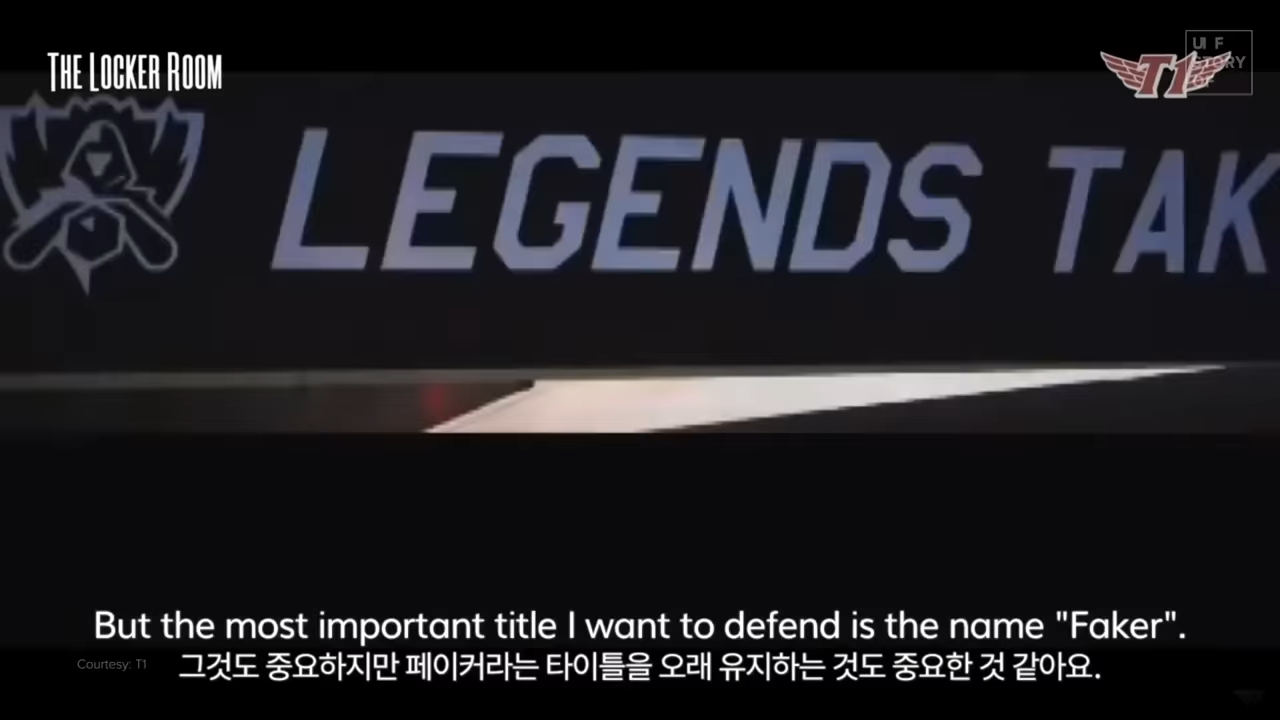 THE LOCKER ROOM
T1
STORY
LEGENDS TAK
But the most important title I want to defend is the name "Faker".
Courtesy: T1
그것도 중요하지만 페이커라는 타이틀을 오래 유지하는 것도 중요한 것 같아요.